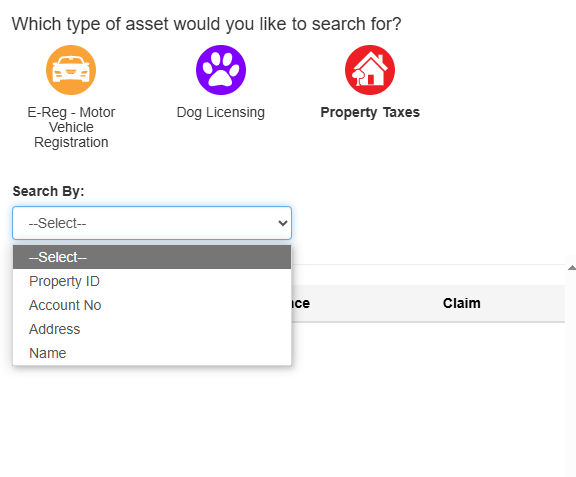 Which type of asset would you like to search for?
E-Reg - Motor
Vehicle
Registration
Dog Licensing
Property Taxes
Search By:
--Select--
--Select--
Property ID
Account No
Address
Name
Claim